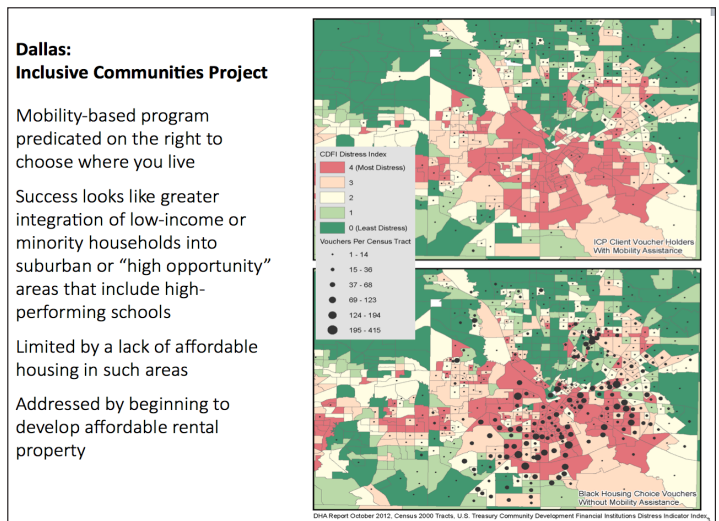 Dallas:
Inclusive Communities Project
Mobility-based program
predicated on the right to
choose where you live
Success looks like greater
integration of low-income or
minority households into
suburban or “high opportunity”
areas that include high-
performing schools
Limited by a lack of affordable
housing in such areas
Addressed by beginning to
develop affordable rental
property
CDFI Distress Index
4 (Most Distress)
3
2
1
0 (Least Distress)
Vouchers Per Census Tract
1 - 14
15 - 36
37 - 68
69 - 123
124 - 194
195 - 415
ICP Client Voucher Holders
With Mobility Assistance
Black Housing Choice Vouchers
Without Mobility Assistance
DHA Report October 2012, Census 2000 Tracts, U.S. Treasury Community Development Financial Institutions Distress Indicator Index